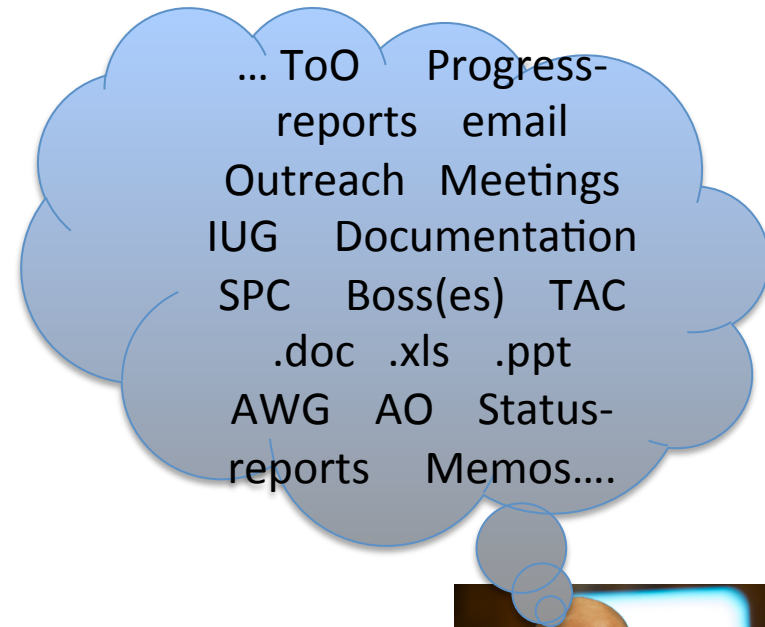 ... ToO Progress-
reports email
Outreach Meetings
IUG Documentation
SPC Boss(es) TAC
.doc .xls .ppt
AWG AO Status-
reports Memos....